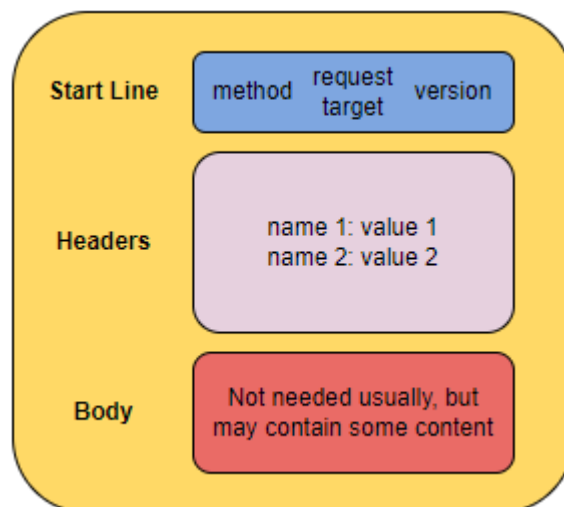 Start Line
method request target version
Headers
name 1: value 1
name 2: value 2
Body
Not needed usually, but
may contain some content